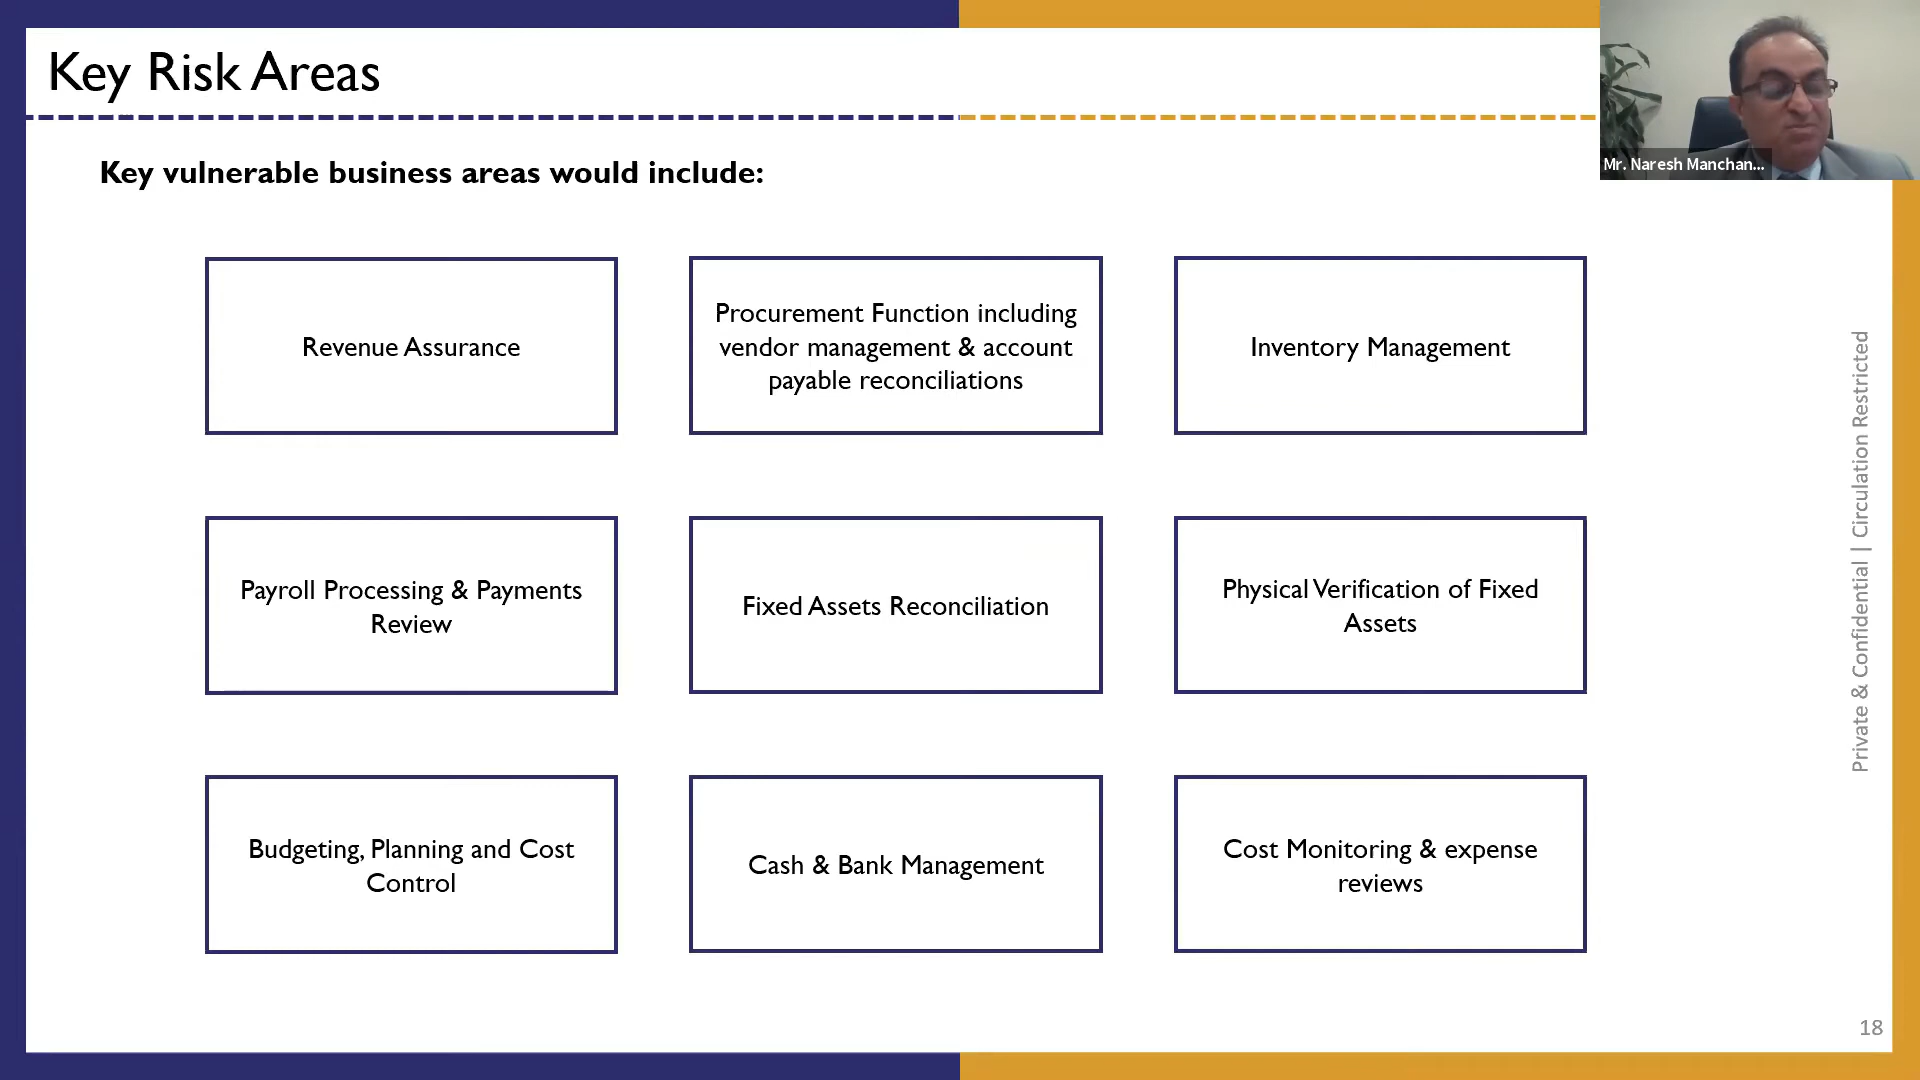 Key Risk Areas
Mr. Naresh Manchan...
Key vulnerable business areas would include:
Revenue Assurance
Procurement Function including
vendor management & account
payable reconciliations
Inventory Management
Payroll Processing & Payments
Review
Fixed Assets Reconciliation
Physical Verification of Fixed
Assets
Budgeting, Planning and Cost
Control
Cash & Bank Management
Cost Monitoring & expense
reviews
Private & Confidential | Circulation Restricted
18